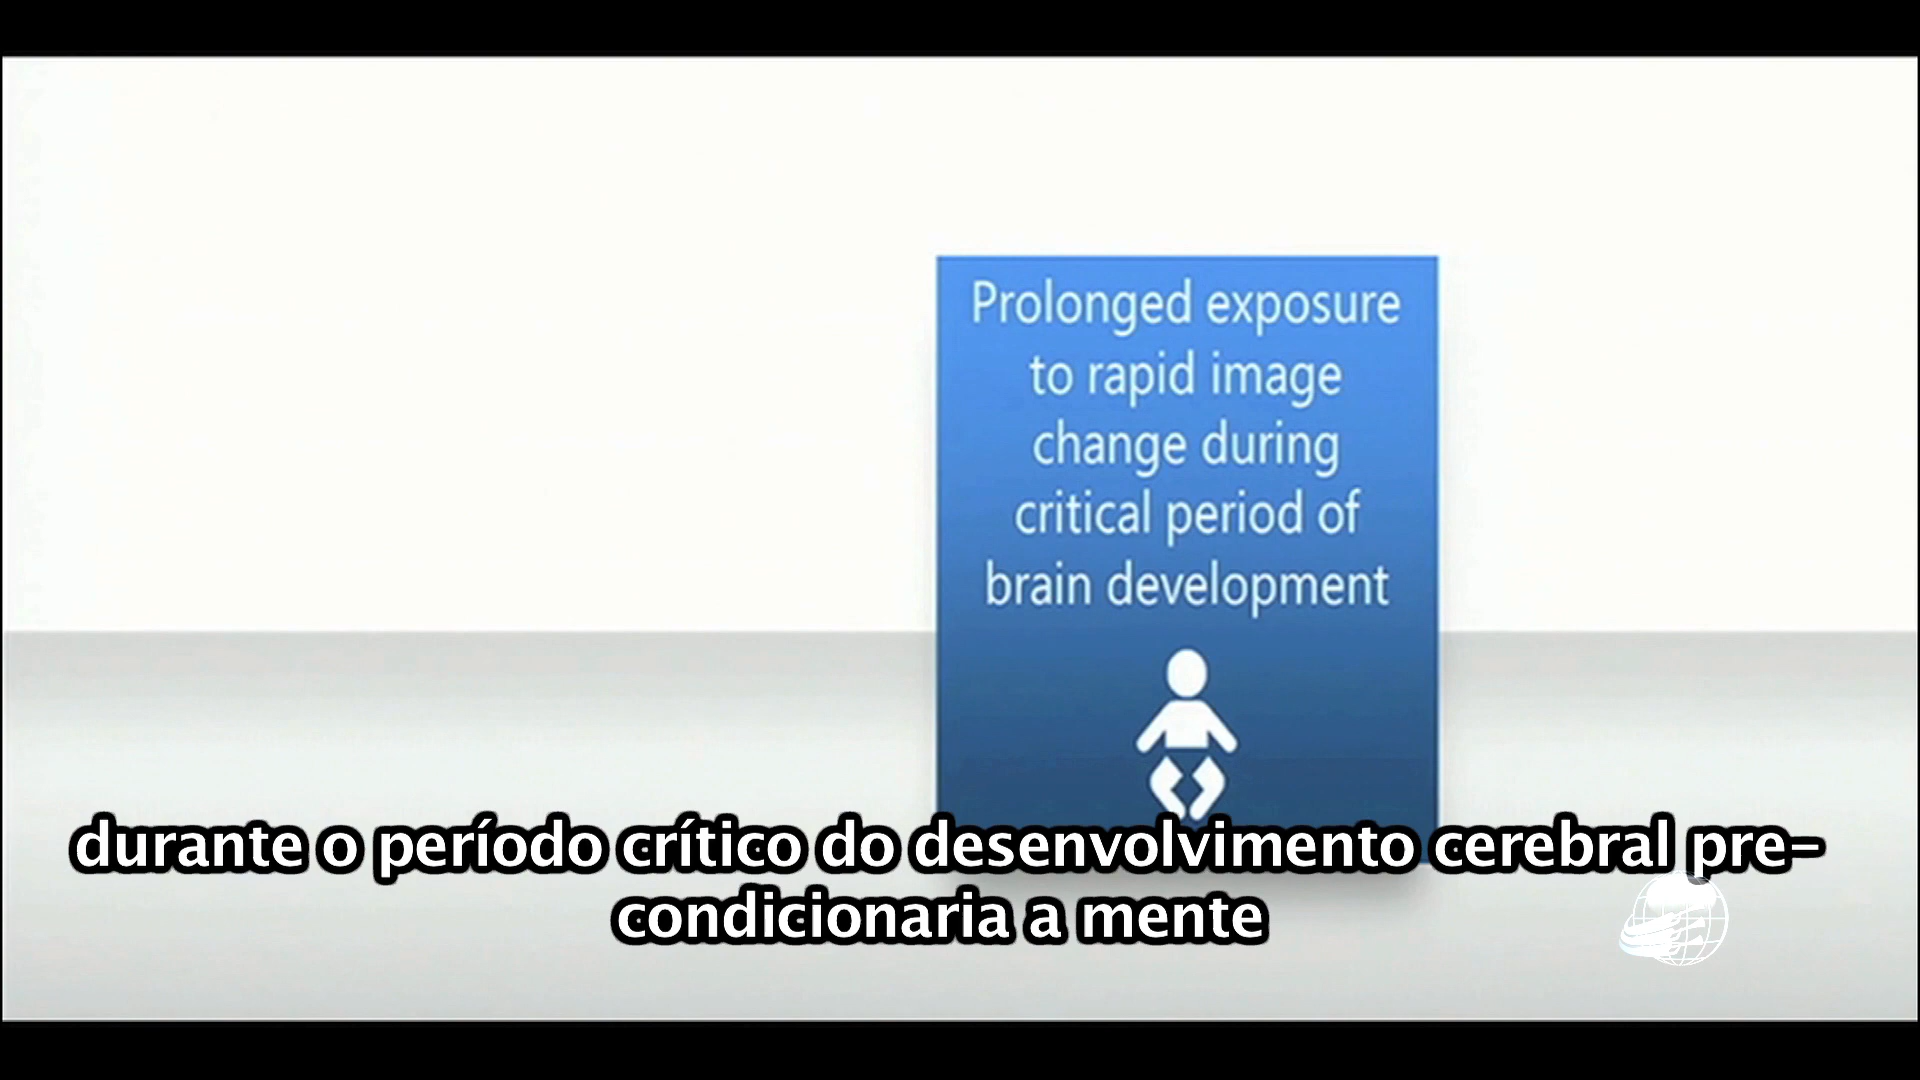 Prolonged exposure
to rapid image
change during
critical period of
brain development
durante o período crítico do desenvolvimento cerebral pre-
condicionaria a mente